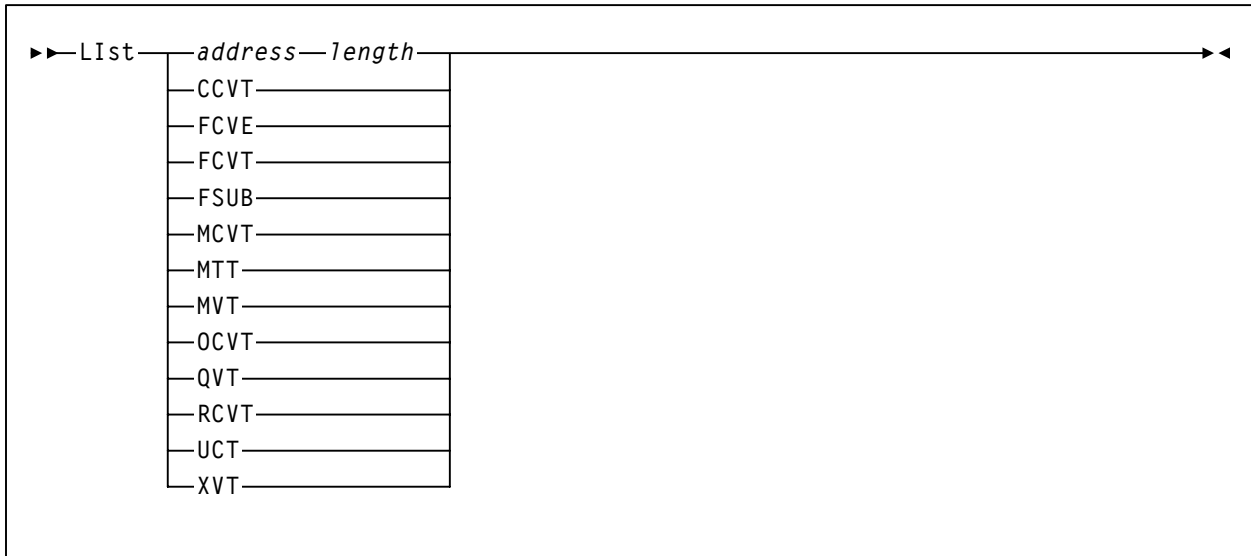 LIst address length
CCVT
FCVE
FCVT
FSUB
MCVT
MTT
MVT
OCVT
QVT
RCVT
UCT
XVT